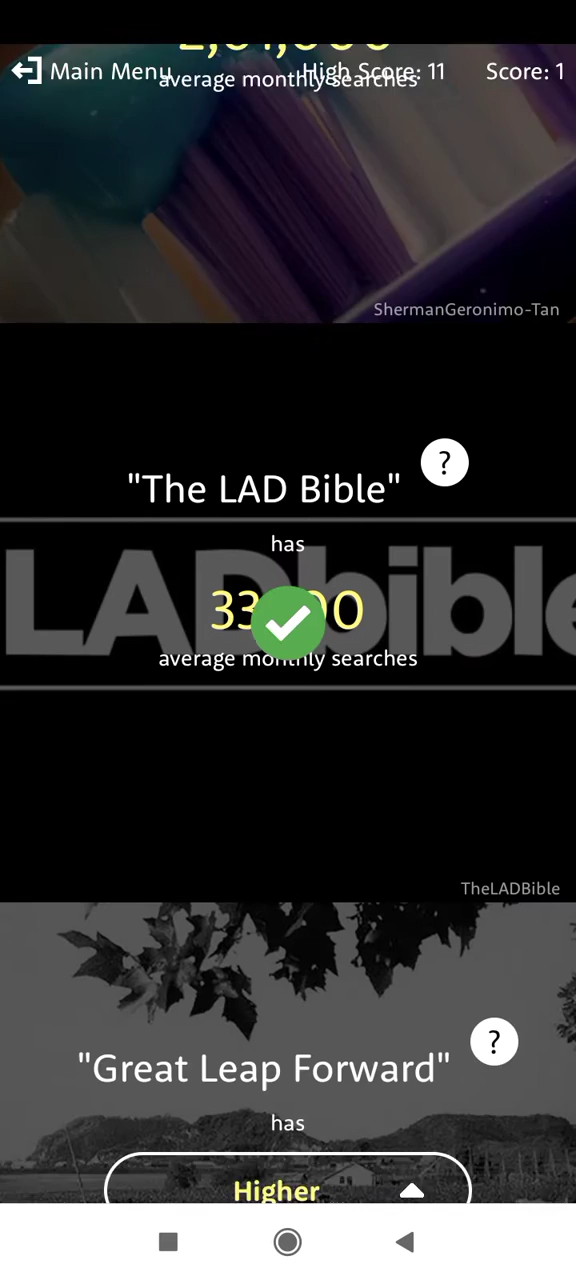 Main Menu
High Score: 11
Score: 1
average monthly searches
ShermanGeronimo-Tan
"The LAD Bible"
?
has
LADbible
average monthly searches
TheLADBible
"Great Leap Forward"
?
has
Higher